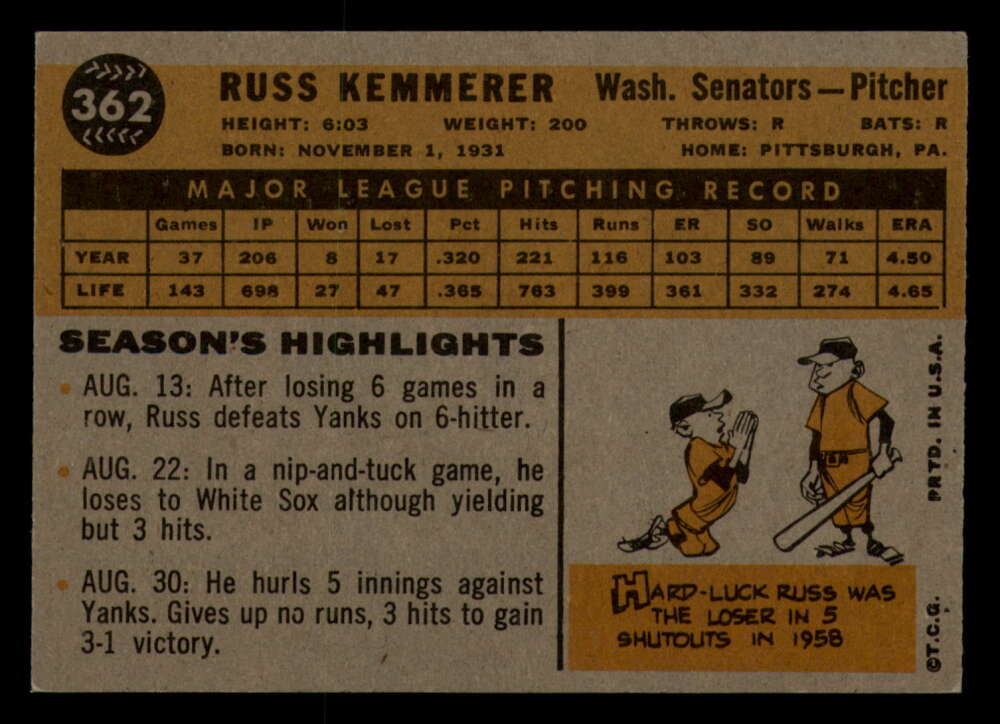 362
RUSS KEMMERER Wash. Senators—Pitcher
HEIGHT: 6:03 WEIGHT: 200 THROWS: R BATS: R
BORN: NOVEMBER 1, 1931 HOME: PITTSBURGH, PA.
MAJOR LEAGUE PITCHING RECORD
Games IP Won Lost Pct Hits Runs ER SO Walks ERA
YEAR 37 206 8 17 .320 221 116 103 89 71 4.50
LIFE 143 698 27 47 .365 763 399 361 332 274 4.65
SEASON'S HIGHLIGHTS
• AUG. 13: After losing 6 games in a
row, Russ defeats Yanks on 6-hitter.
• AUG. 22: In a nip-and-tuck game, he
loses to White Sox although yielding
but 3 hits.
• AUG. 30: He hurls 5 innings against
Yanks. Gives up no runs, 3 hits to gain
3-1 victory.
HARD-LUCK RUSS WAS
THE LOSER IN 5
SHUTOUTS IN 1958
©T.C.G. PRTD. IN U.S.A.